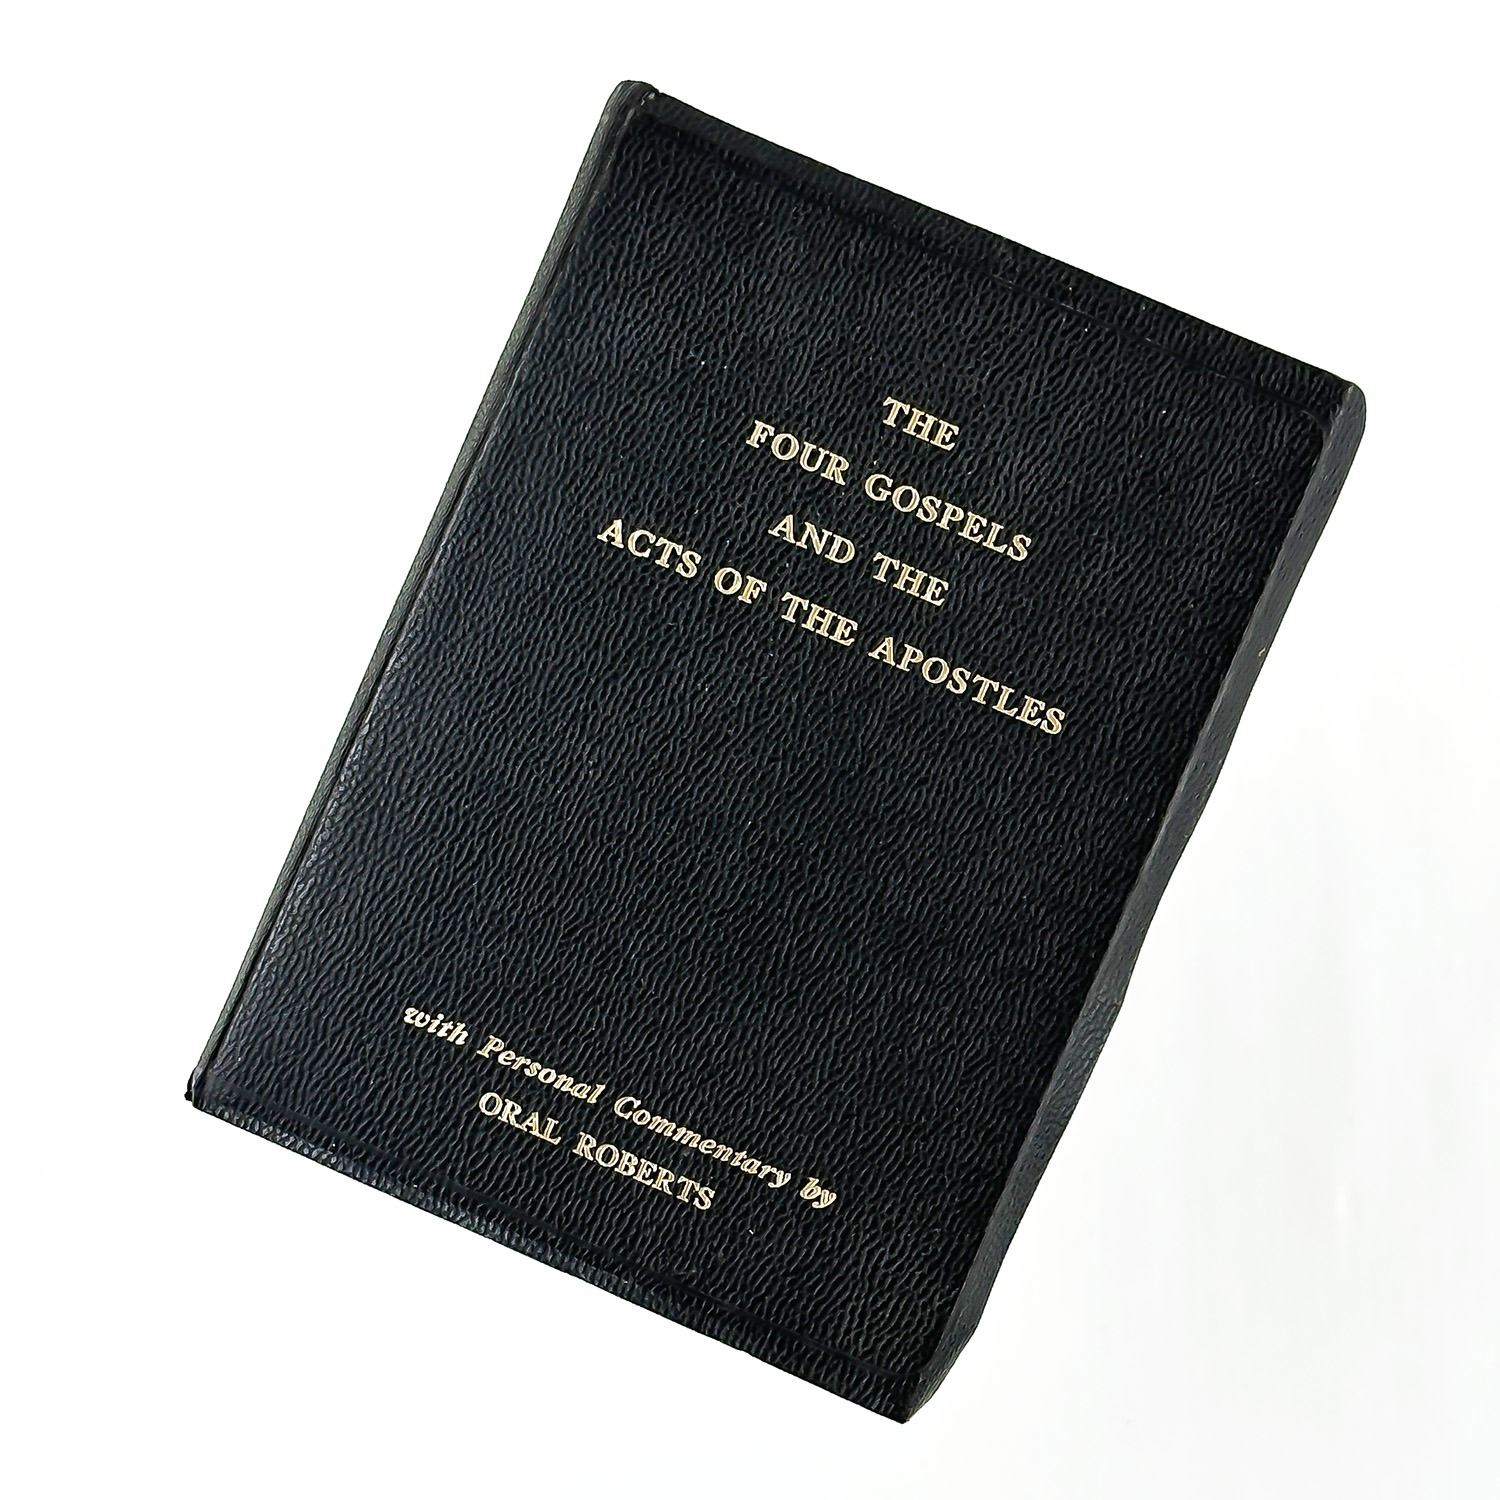 THE
FOUR GOSPELS
AND THE
ACTS OF THE APOSTLES
with Personal Commentary by
ORAL ROBERTS